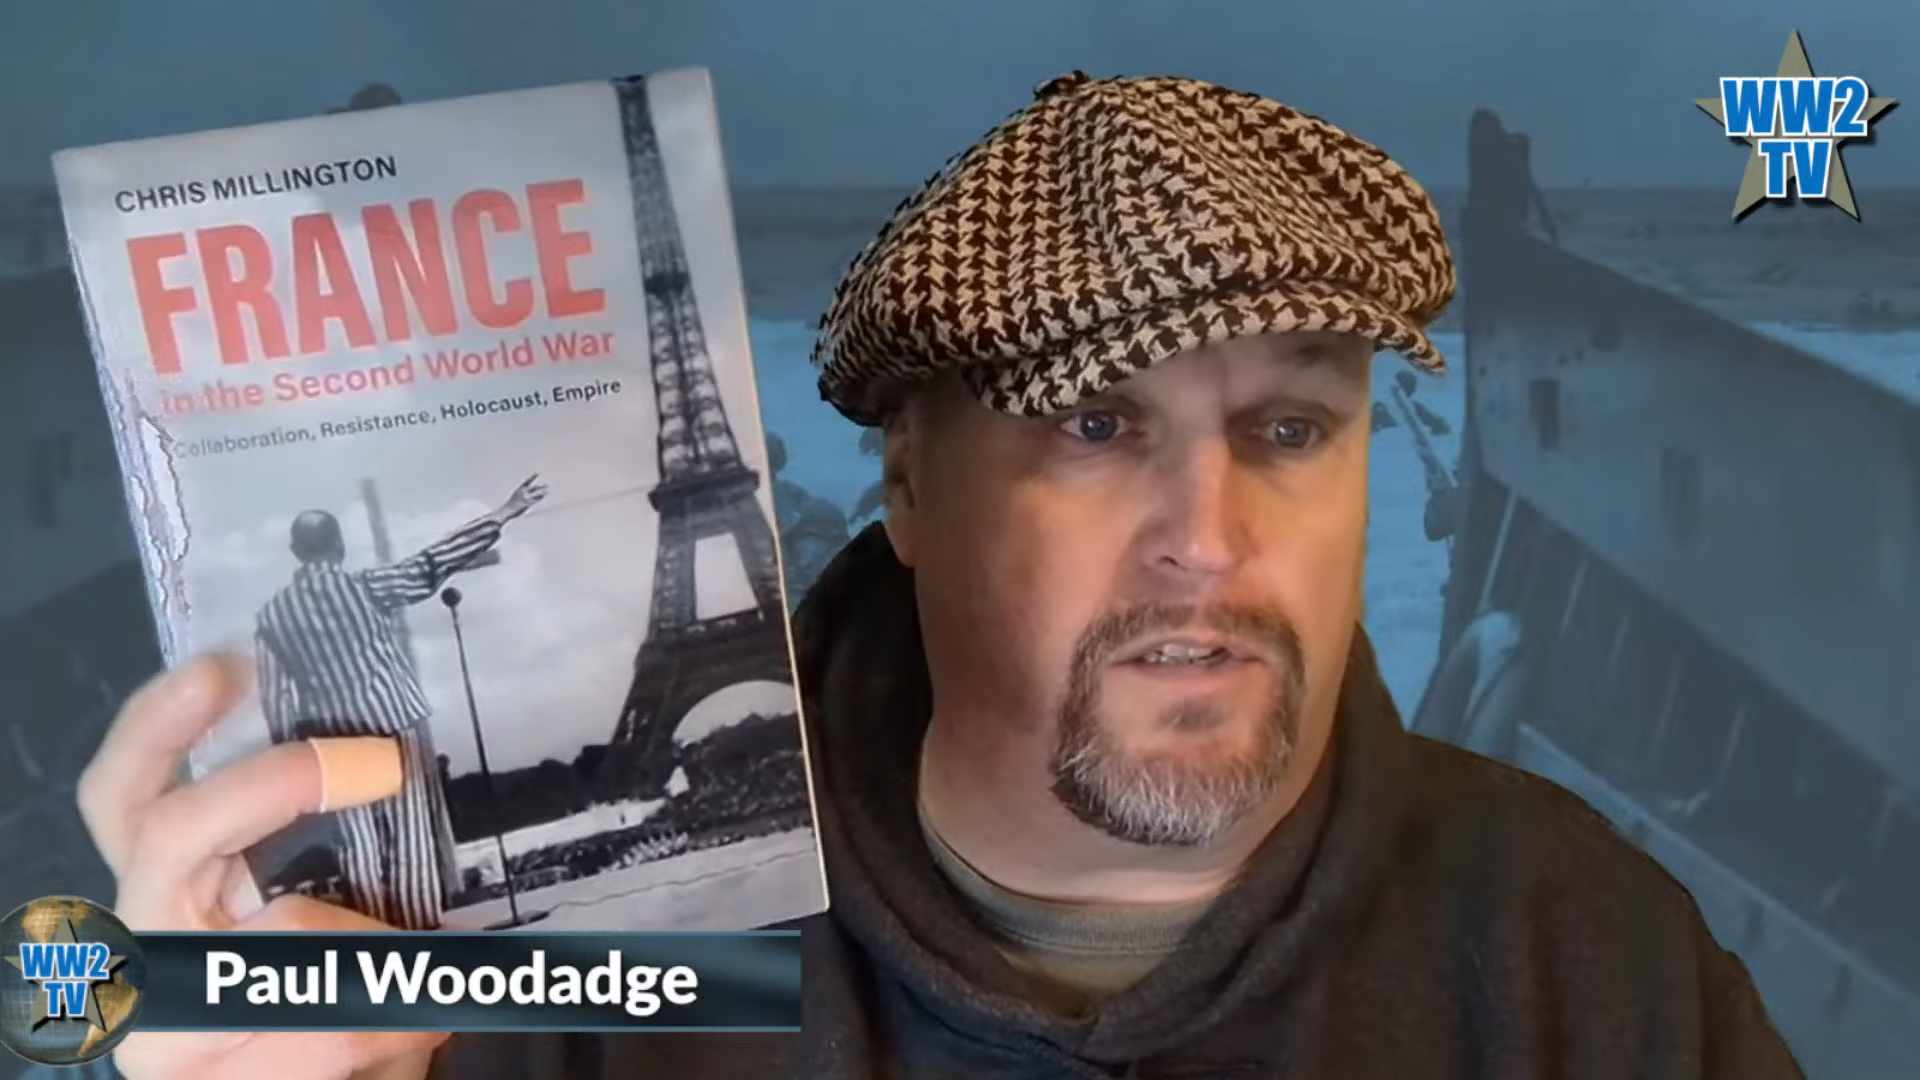 CHRIS MILLINGTON
FRANCE
in the Second World War
Collaboration, Resistance, Holocaust, Empire
WW2
TV
WW2
TV
Paul Woodadge